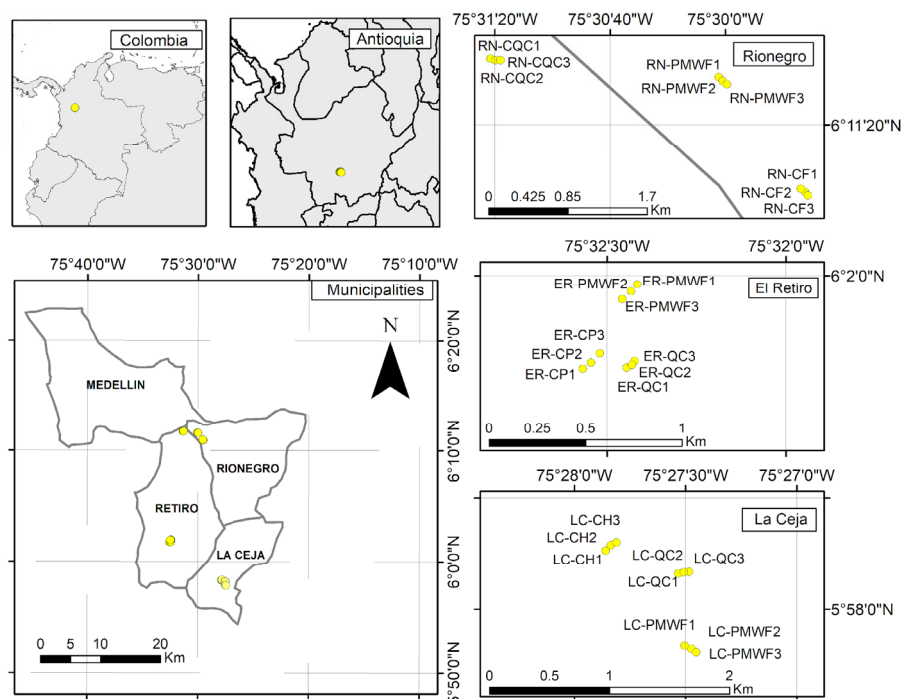 Colombia
Antioquia
75°31'20"W 75°30'40"W 75°30'0"W
Rionegro
RN-CQC1
RN-CQC3
RN-CQC2
RN-PMWF1
RN-PMWF2
RN-PMWF3
6°11'20"N
RN-CF1
RN-CF2
RN-CF3
0 0.425 0.85 1.7
Km
75°40'0"W 75°30'0"W 75°20'0"W 75°10'0"W
Municipalities
N
MEDELLIN
RIONEGRO
RETIRO
LA CEJA
6°20'0"N
6°10'0"N
6°0'0"N
5°50'0"N
0 5 10 20
Km
75°32'30"W 75°32'0"W
6°2'0"N
El Retiro
ER-PMWF2 ER-PMWF1
ER-PMWF3
ER-CP3
ER-CP2
ER-CP1
ER-QC3
ER-QC2
ER-QC1
0 0.25 0.5 1
Km
75°28'0"W 75°27'30"W 75°27'0"W
La Ceja
LC-CH3
LC-CH2
LC-CH1
LC-QC2 LC-QC3
LC-QC1
5°58'0"N
LC-PMWF1
LC-PMWF2
LC-PMWF3
0 1 2
Km